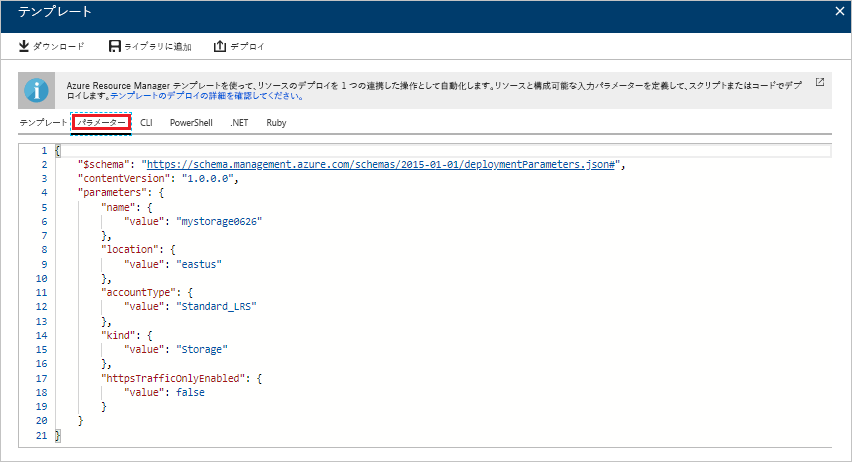 テンプレート
ダウンロード ライブラリに追加 デプロイ
Azure Resource Manager テンプレートを使って、リソースのデプロイを 1 つの連携した操作として自動化します。リソースと構成可能な入力パラメーターを定義して、スクリプトまたはコードでデプ
ロイします。テンプレートのデプロイの詳細を確認してください。
テンプレート パラメーター CLI PowerShell .NET Ruby
1 {
2 "$schema": "https://schema.management.azure.com/schemas/2015-01-01/deploymentParameters.json#",
3 "contentVersion": "1.0.0.0",
4 "parameters": {
5 "name": {
6 "value": "mystorage0626"
7 },
8 "location": {
9 "value": "eastus"
10 },
11 "accountType": {
12 "value": "Standard_LRS"
13 },
14 "kind": {
15 "value": "Storage"
16 },
17 "httpsTrafficOnlyEnabled": {
18 "value": false
19 }
20 }
21 }